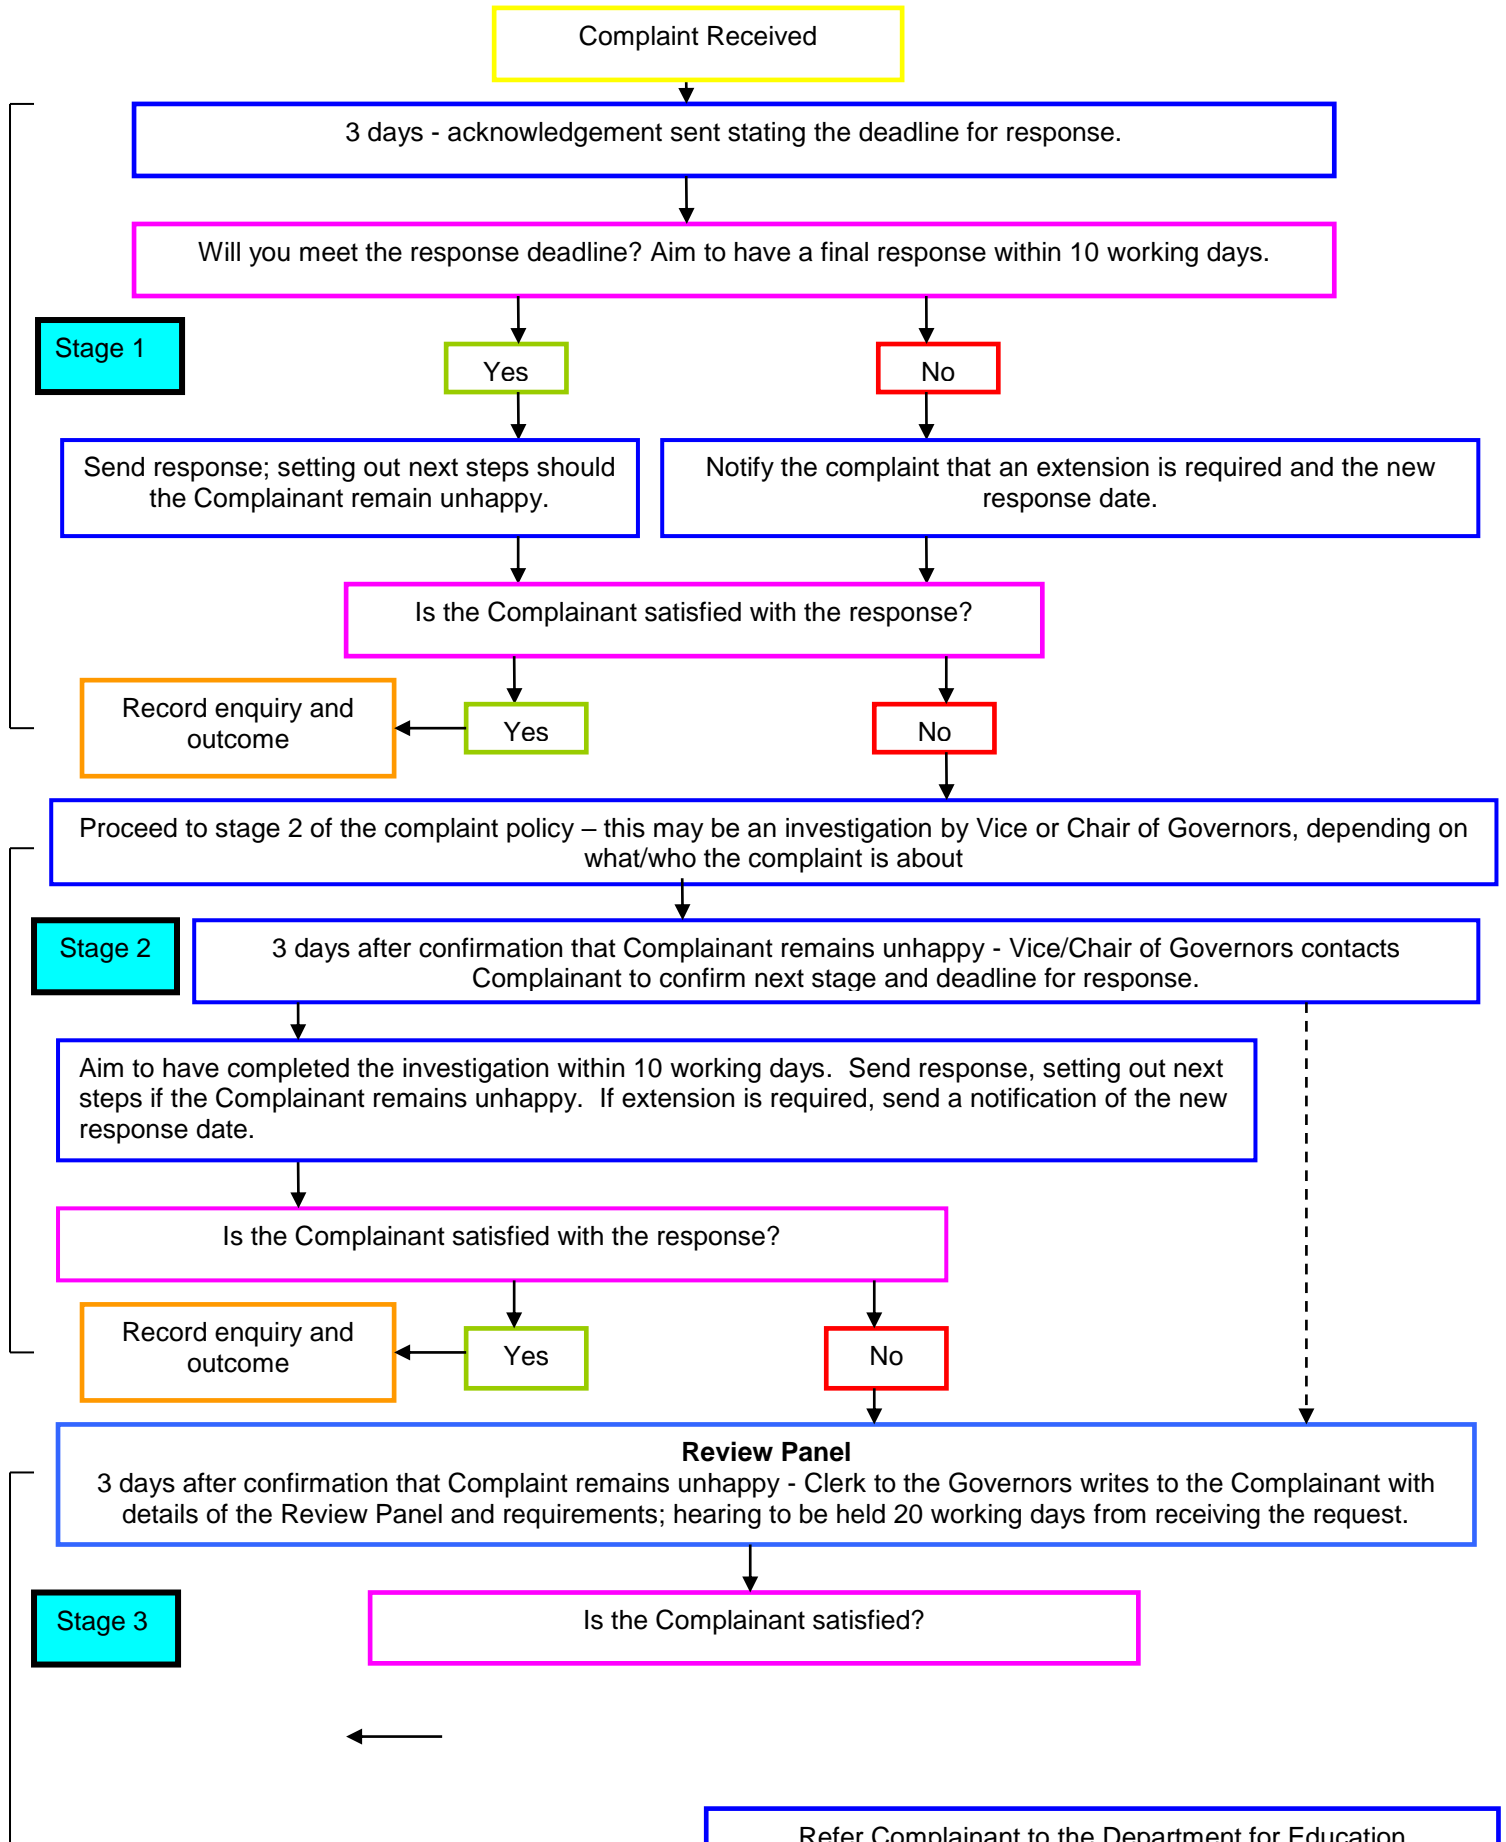 Complaint Received
3 days - acknowledgement sent stating the deadline for response.
Will you meet the response deadline? Aim to have a final response within 10 working days.
Stage 1
Yes
No
Send response; setting out next steps should
the Complainant remain unhappy.
Notify the complaint that an extension is required and the new
response date.
Is the Complainant satisfied with the response?
Record enquiry and
outcome
Yes
No
Proceed to stage 2 of the complaint policy – this may be an investigation by Vice or Chair of Governors, depending on
what/who the complaint is about
Stage 2
3 days after confirmation that Complainant remains unhappy - Vice/Chair of Governors contacts
Complainant to confirm next stage and deadline for response.
Aim to have completed the investigation within 10 working days.  Send response, setting out next
steps if the Complainant remains unhappy.  If extension is required, send a notification of the new
response date.
Is the Complainant satisfied with the response?
Record enquiry and
outcome
Yes
No
Review Panel
3 days after confirmation that Complaint remains unhappy - Clerk to the Governors writes to the Complainant with
details of the Review Panel and requirements; hearing to be held 20 working days from receiving the request.
Stage 3
Is the Complainant satisfied?
Refer Complainant to the Department for Education